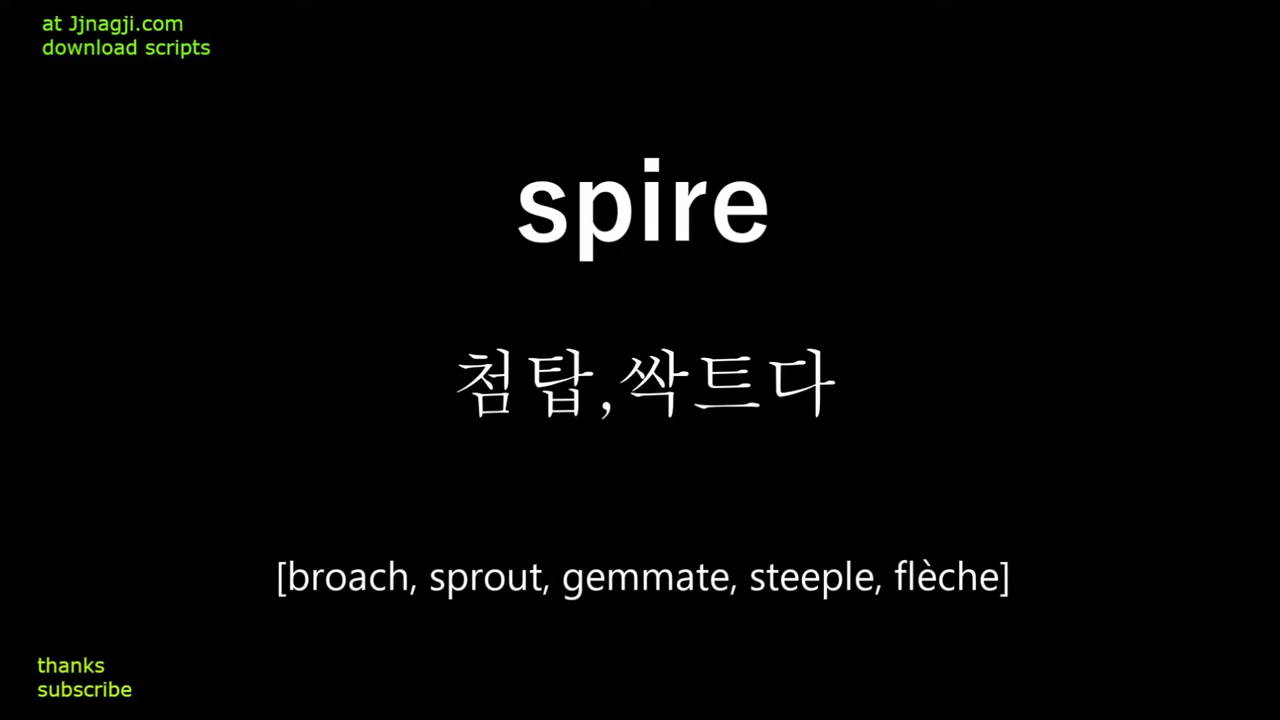 at Jjnagji.com
download scripts
spire
첨탑,싹트다
[broach, sprout, gemmate, steeple, flèche]
thanks
subscribe